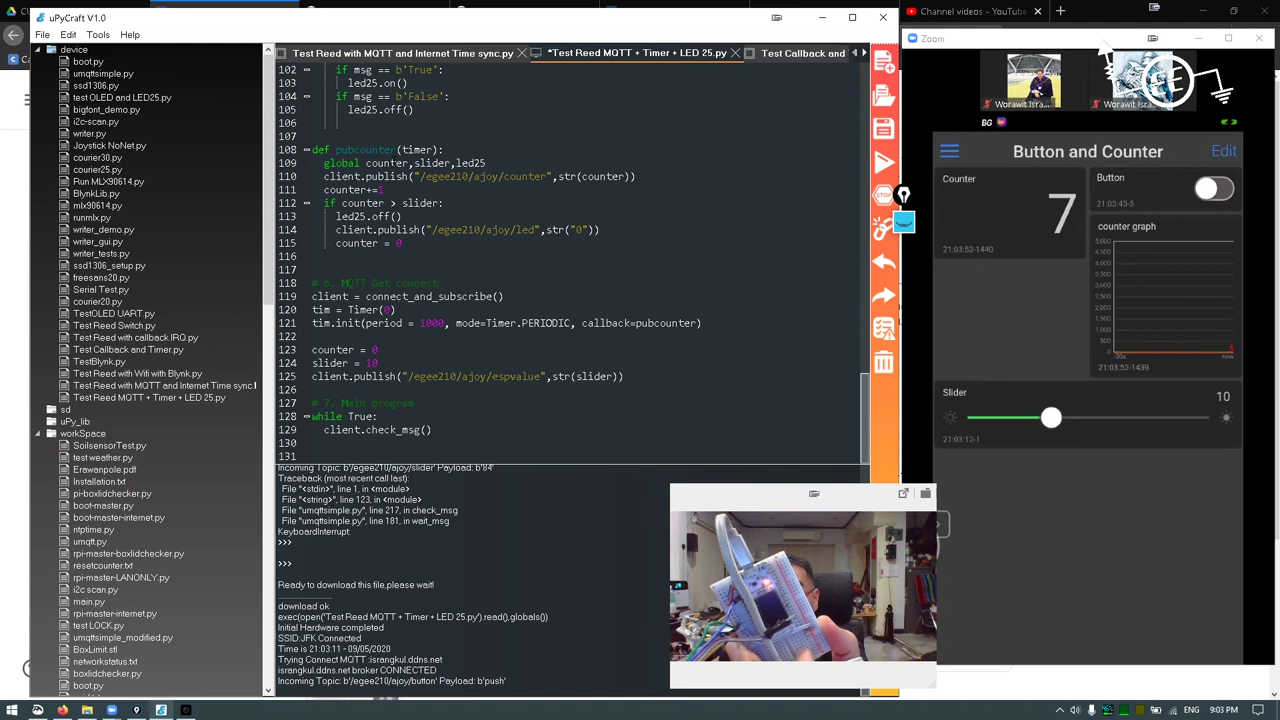 uPyCraft V1.0
File Edit Tools Help
device
boot.py
umqttsimple.py
ssd1306.py
test OLED and LED25.py
bigfont_demo.py
i2c-scan.py
writer.py
Joystick NoNet.py
courier30.py
courier25.py
Run MLX90614.py
BlynkLib.py
mlx90614.py
runmlx.py
writer_demo.py
writer_gui.py
writer_tests.py
ssd1306_setup.py
freesans20.py
Serial Test.py
courier20.py
TestOLED UART.py
Test Reed Switch.py
Test Reed with callback IRQ.py
Test Callback and Timer.py
TestBlynk.py
Test Reed with Wifi with Blynk.py
Test Reed with MQTT and Internet Time sync.
Test Reed MQTT + Timer + LED 25.py
sd
uPy_lib
workSpace
SoilsensorTest.py
test weather.py
Erawanpole.pdf
Installation.txt
pi-boxlidchecker.py
boot-master.py
boot-master-internet.py
ntptime.py
umqtt.py
rpi-master-boxlidchecker.py
resetcounter.txt
rpi-master-LANONLY.py
i2c scan.py
main.py
rpi-master-internet.py
test LOCK.py
umqttsimple_modified.py
BoxLimit.stl
networkstatus.txt
boxlidchecker.py
boot.py
Test Reed with MQTT and Internet Time sync.py
*Test Reed MQTT + Timer + LED 25.py
Test Callback and
102 if msg == b'True':
103 led25.on()
104 if msg == b'False':
105 led25.off()
106
107
108 def pubcounter(timer):
109 global counter,slider,led25
110 client.publish("/egee210/ajoy/counter",str(counter))
111 counter+=1
112 if counter > slider:
113 led25.off()
114 client.publish("/egee210/ajoy/led",str("0"))
115 counter = 0
116
117
118 # 6. MQTT Get connect
119 client = connect_and_subscribe()
120 tim = Timer(0)
121 tim.init(period = 1000, mode=Timer.PERIODIC, callback=pubcounter)
122
123 counter = 0
124 slider = 10
125 client.publish("/egee210/ajoy/espvalue",str(slider))
126
127 # 7. Main program
128 while True:
129 client.check_msg()
130
131
Incoming Topic: b'/egee210/ajoy/slider' Payload: b'84'
Traceback (most recent call last):
File "<stdin>", line 1, in <module>
File "<string>", line 123, in <module>
File "umqttsimple.py", line 217, in check_msg
File "umqttsimple.py", line 181, in wait_msg
KeyboardInterrupt:
>>>
>>>
Ready to download this file,please wait!
download ok
exec(open('Test Reed MQTT + Timer + LED 25.py').read(),globals())
Initial Hardware completed
SSID:JFK Connected
Time is 21:03:11 - 09/05/2020
Trying Connect MQTT :israngkul.ddns.net
israngkul.ddns.net broker CONNECTED
Incoming Topic: b'/egee210/ajoy/button' Payload: b'push'
STOP
Channel videos - YouTube
Zoom
Worawit Isra...
Worawit Isra...
BG
Button and Counter
Edit
Counter
7
21:03:53-1440
Button
21:03:45-3
counter graph
5,000
4,500
4,000
3,500
3,000
2,500
2,000
1,500
1,000
500
0
6
-30s
now
21:03:52-1439
Slider
10
21:03:12-1
ENG
9:03 PM